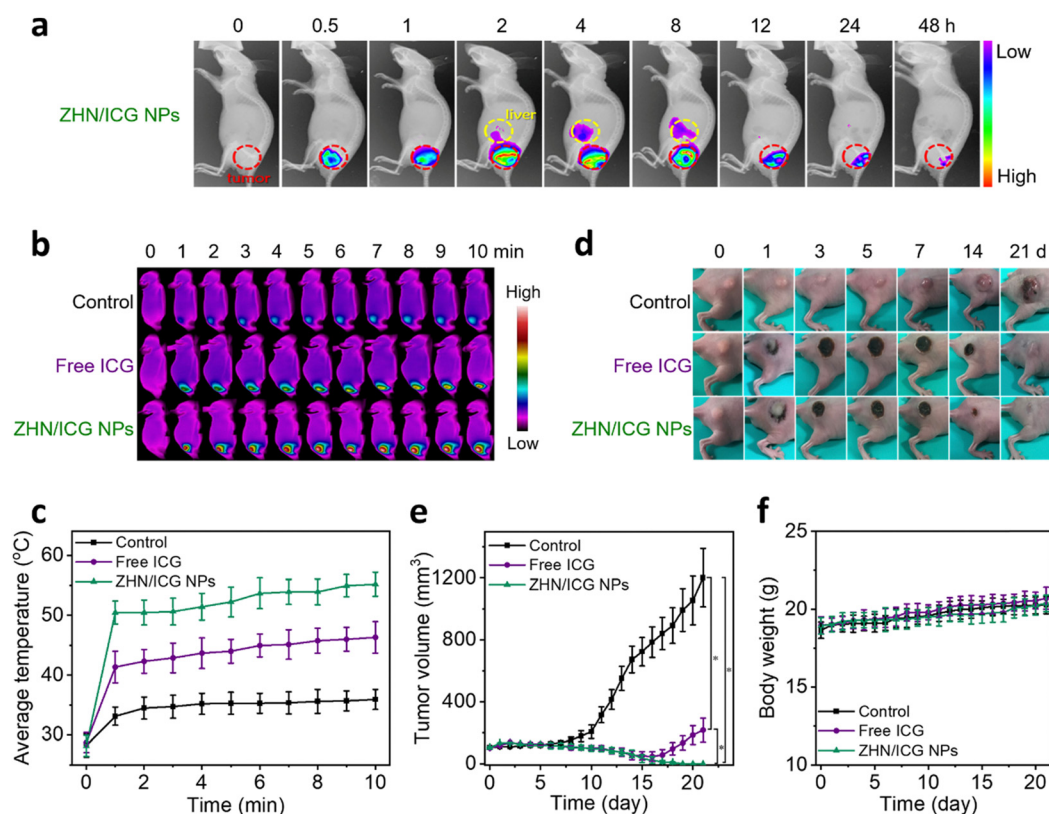 a
0 0.5 1 2 4 8 12 24 48 h
ZHN/ICG NPs
liver
tumor
Low
High
b
0 1 2 3 4 5 6 7 8 9 10 min
Control
Free ICG
ZHN/ICG NPs
High
Low
d
0 1 3 5 7 14 21 d
Control
Free ICG
ZHN/ICG NPs
c
Average temperature (°C)
60
50
40
30
Control
Free ICG
ZHN/ICG NPs
0 2 4 6 8 10
Time (min)
e
Tumor volume (mm³)
1200
800
400
0
Control
Free ICG
ZHN/ICG NPs
*
*
*
0 5 10 15 20
Time (day)
f
Body weight (g)
25
20
15
10
Control
Free ICG
ZHN/ICG NPs
0 5 10 15 20
Time (day)